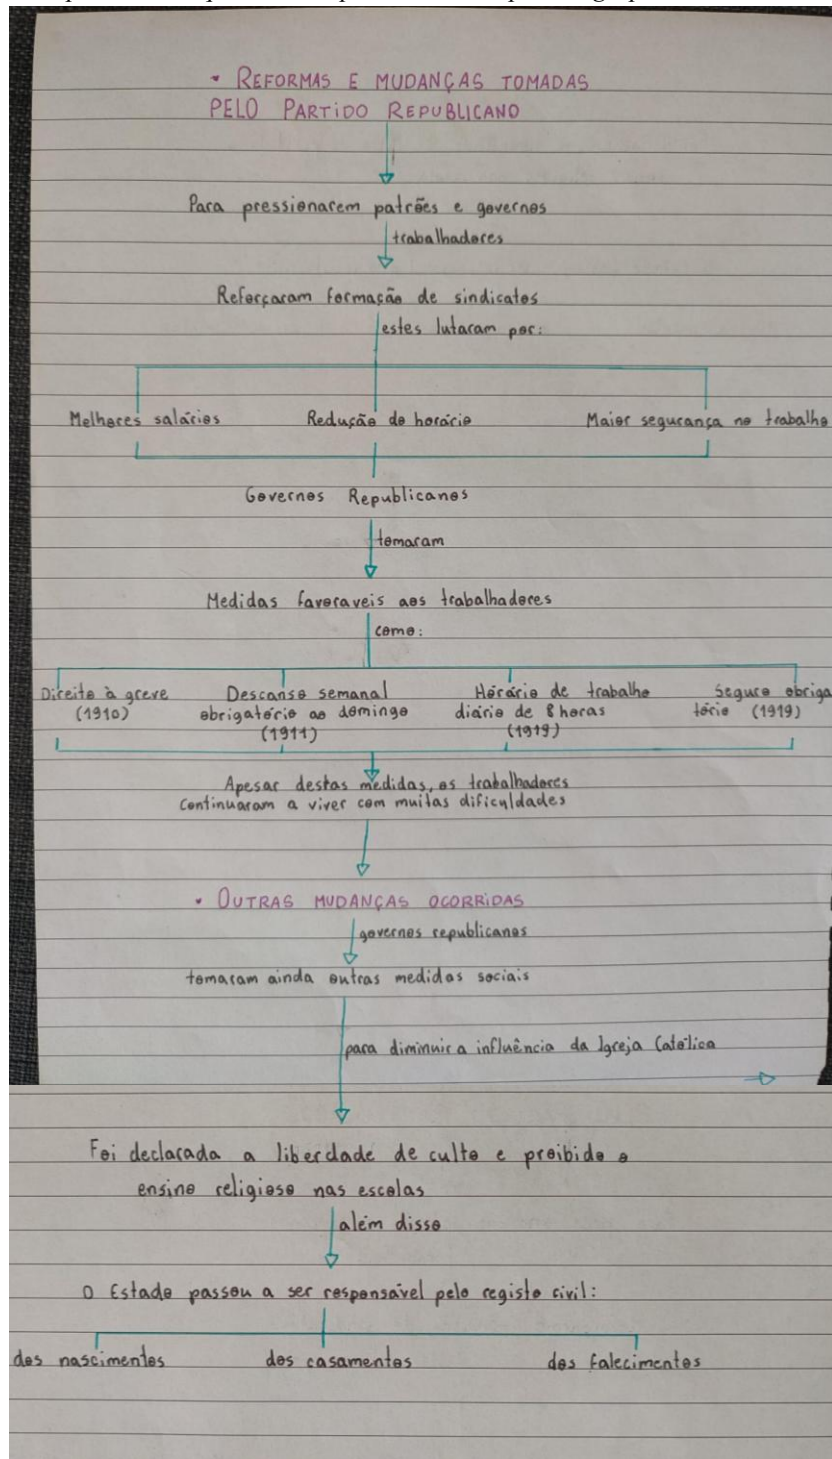 • REFORMAS E MUDANÇAS TOMADAS
PELO PARTIDO REPUBLICANO
Para pressionarem patrões e governos
trabalhadores
Reforçaram formação de sindicatos
estes lutaram por:
Melhores salários Redução do horário Maior segurança no trabalho
Governos Republicanos
tomaram
Medidas favoraveis aos trabalhadores
como:
Direito à greve Descanso semanal Horário de trabalho Seguro obriga
(1910) obrigatório ao domingo diário de 8 horas tório (1919)
(1911) (1919)
Apesar destas medidas, os trabalhadores
continuaram a viver com muitas dificuldades
• OUTRAS MUDANÇAS OCORRIDAS
governos republicanos
tomaram ainda outras medidas sociais
para diminuir a influência da Igreja Católica
Foi declarada a liberdade de culto e proibido o
ensino religioso nas escolas
além disso
O Estado passou a ser responsável pelo registo civil:
dos nascimentos dos casamentos dos falecimentos